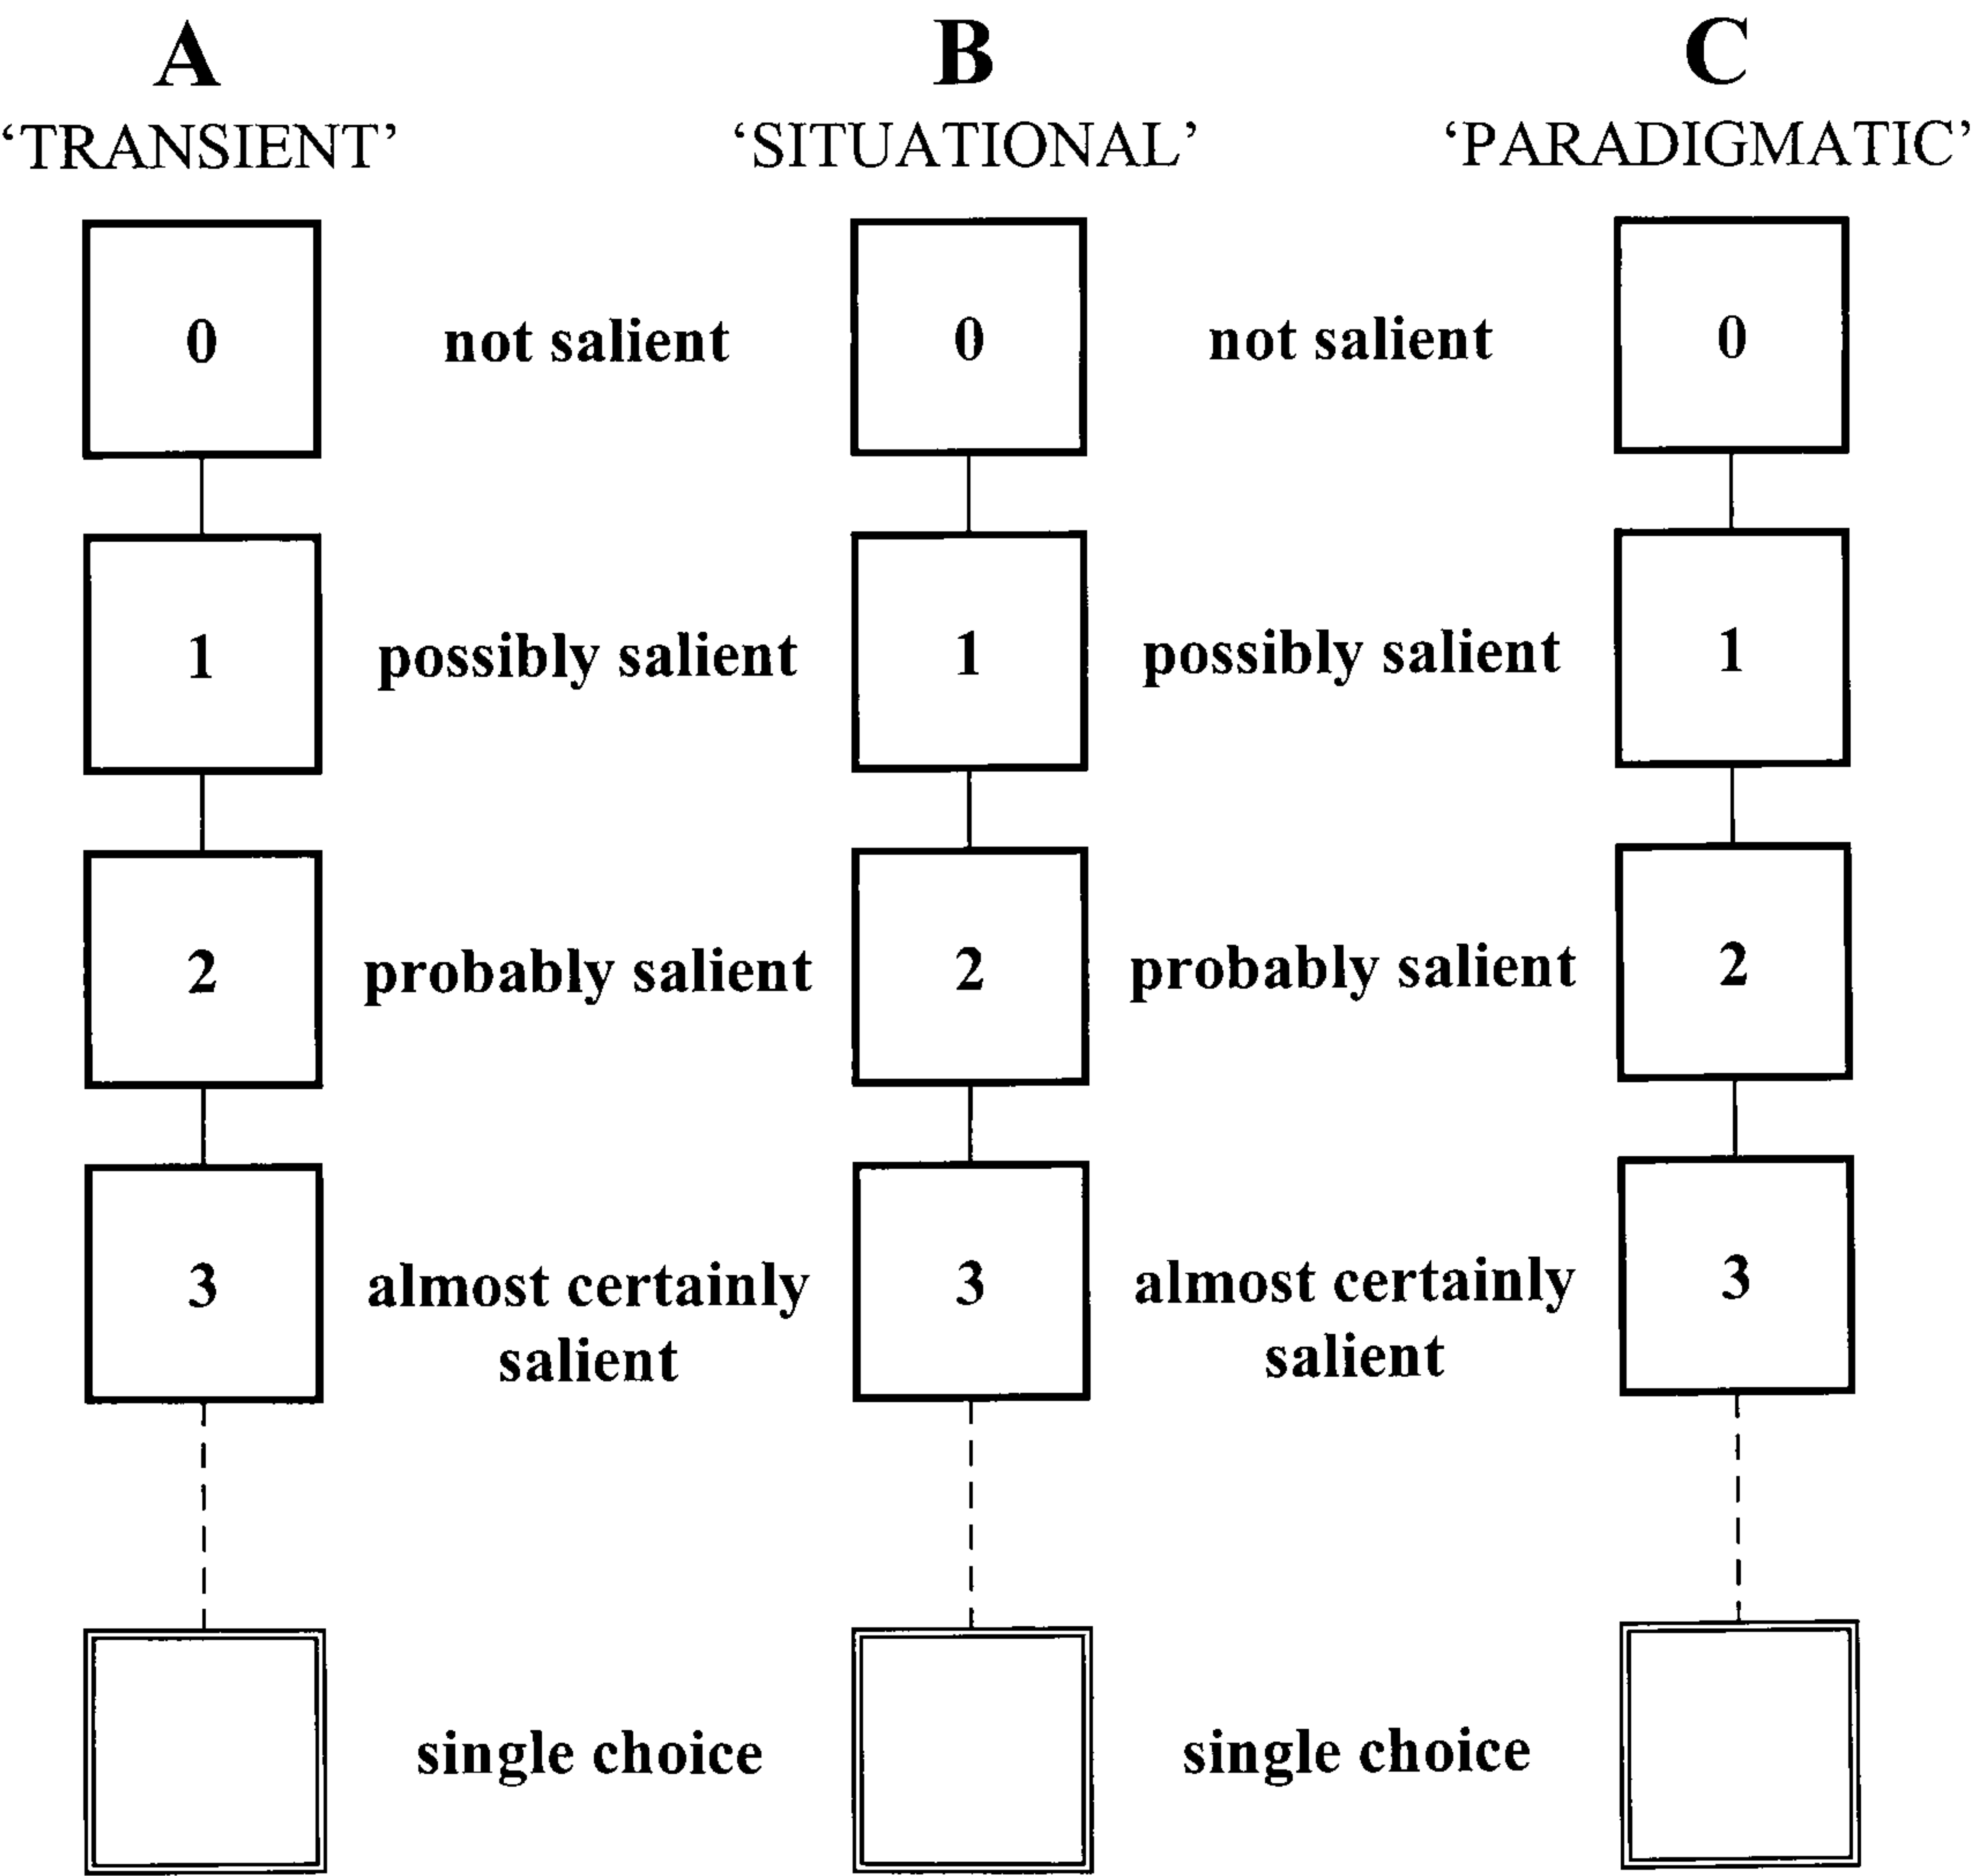 A B C
‘TRANSIENT’ ‘SITUATIONAL’ ‘PARADIGMATIC’
0 not salient 0 not salient 0
1 possibly salient 1 possibly salient 1
2 probably salient 2 probably salient 2
3 almost certainly 3 almost certainly 3
salient salient
single choice single choice